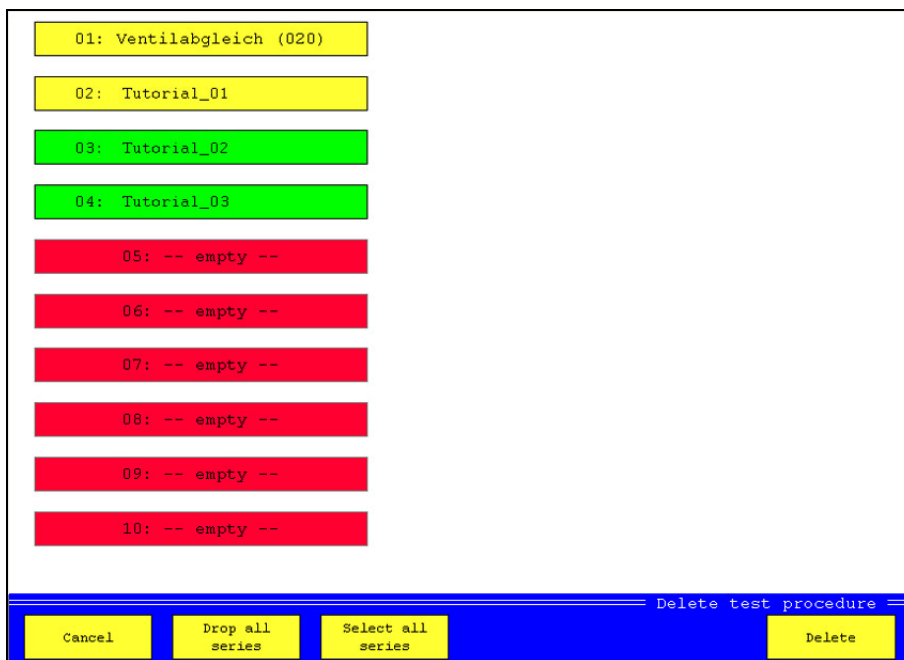 01: Ventilabgleich (020)
02: Tutorial_01
03: Tutorial_02
04: Tutorial_03
05: -- empty --
06: -- empty --
07: -- empty --
08: -- empty --
09: -- empty --
10: -- empty --
Delete test procedure
Cancel
Drop all
series
Select all
series
Delete